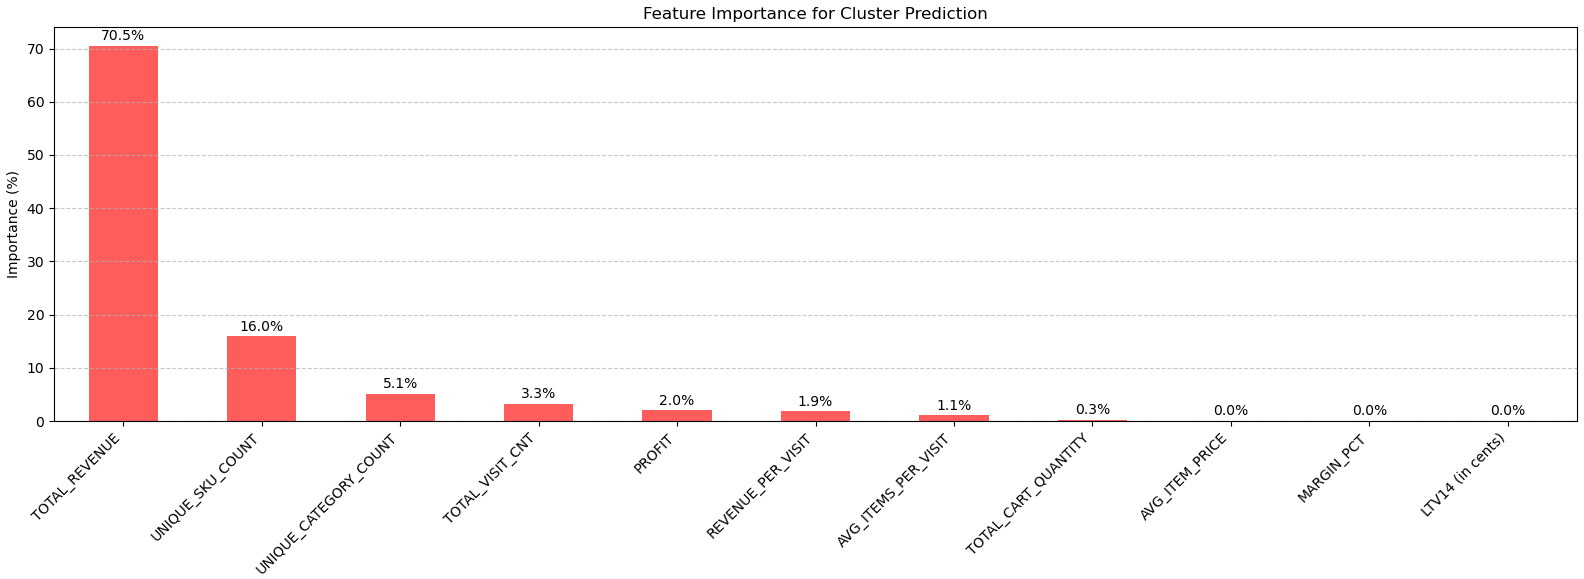 Feature Importance for Cluster Prediction
Importance (%)
70
60
50
40
30
20
10
0
70.5%
16.0%
5.1%
3.3%
2.0%
1.9%
1.1%
0.3%
0.0%
0.0%
0.0%
TOTAL_REVENUE
UNIQUE_SKU_COUNT
UNIQUE_CATEGORY_COUNT
TOTAL_VISIT_CNT
PROFIT
REVENUE_PER_VISIT
AVG_ITEMS_PER_VISIT
TOTAL_CART_QUANTITY
AVG_ITEM_PRICE
MARGIN_PCT
LTV14 (in cents)